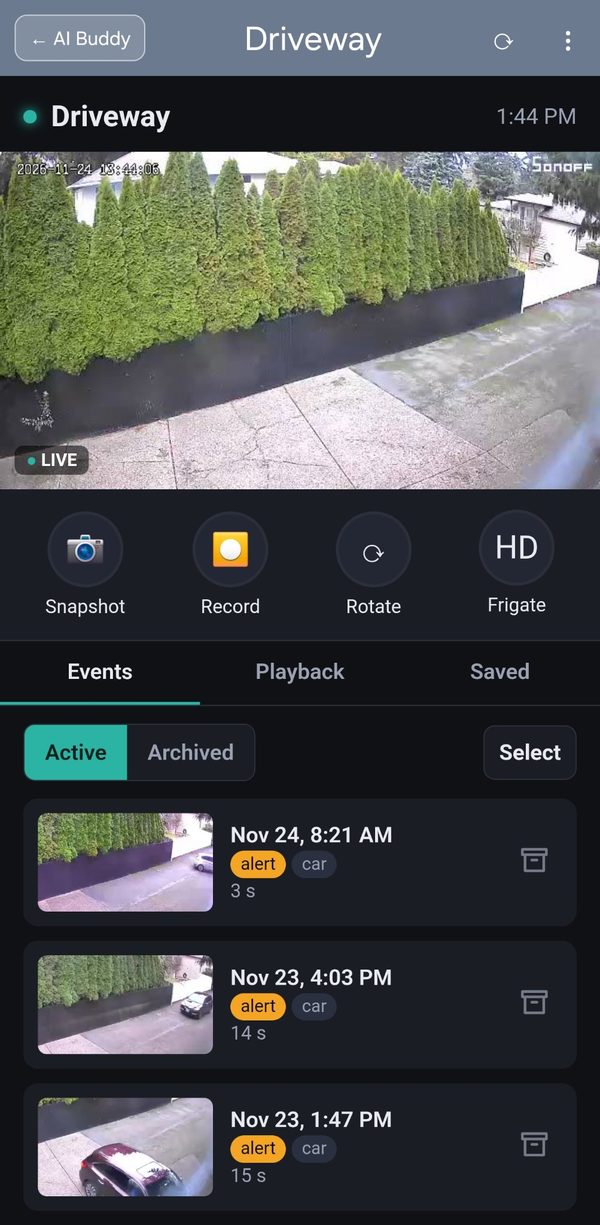 ← AI Buddy
Driveway
Driveway
1:44 PM
2026-11-24 13:44:06
Sonoff
LIVE
Snapshot
Record
Rotate
HD
Frigate
Events
Playback
Saved
Active
Archived
Select
Nov 24, 8:21 AM
alert car
3 s
Nov 23, 4:03 PM
alert car
14 s
Nov 23, 1:47 PM
alert car
15 s